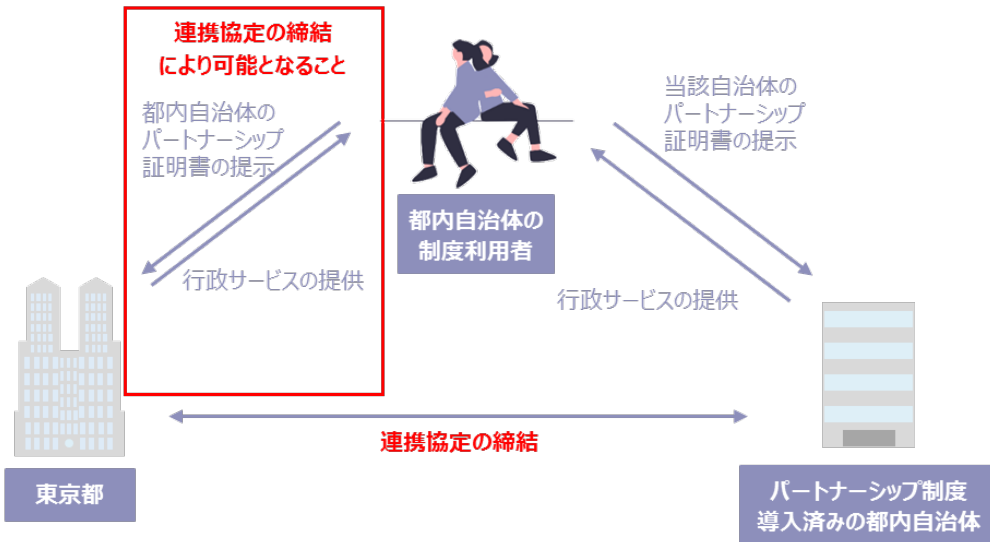 連携協定の締結
により可能となること
都内自治体の
パートナーシップ
証明書の提示
行政サービスの提供
都内自治体の
制度利用者
当該自治体の
パートナーシップ
証明書の提示
行政サービスの提供
連携協定の締結
東京都
パートナーシップ制度
導入済みの都内自治体